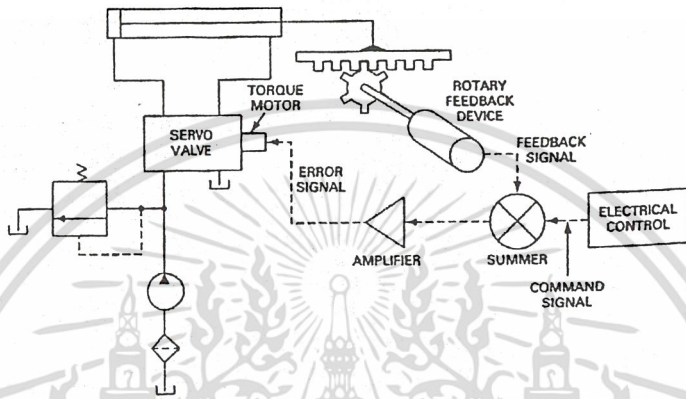 TORQUE
MOTOR
SERVO
VALVE
ROTARY
FEEDBACK
DEVICE
FEEDBACK
SIGNAL
ERROR
SIGNAL
ELECTRICAL
CONTROL
AMPLIFIER
SUMMER
COMMAND
SIGNAL